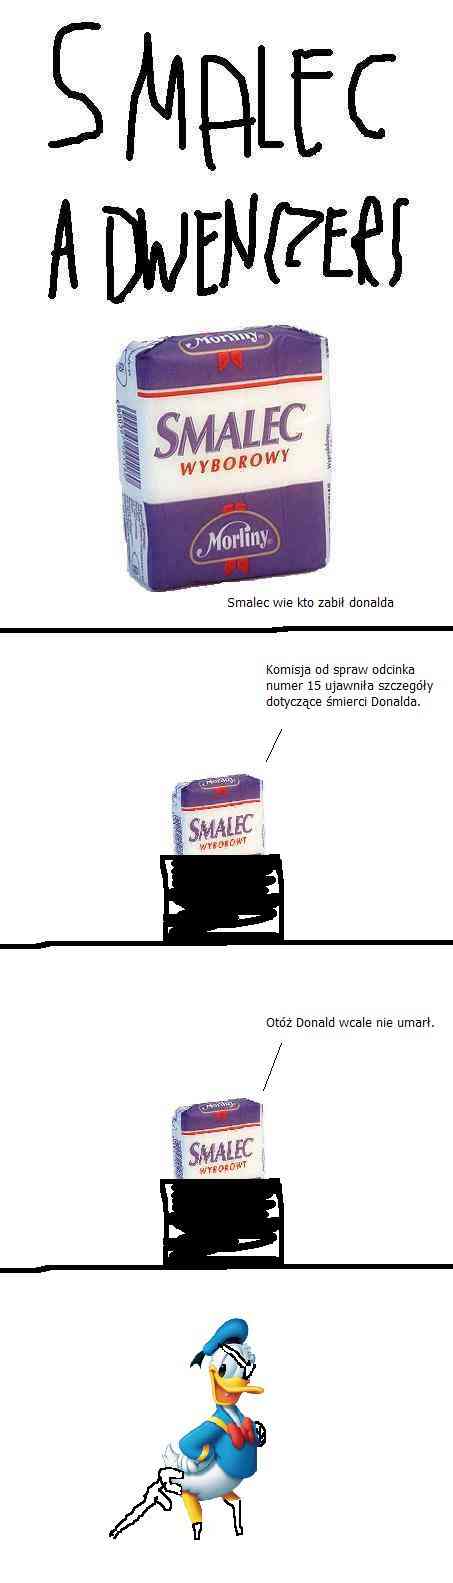 SMALEC
ADWENCZERS
Morliny
SMALEC
WYBOROWY
Morliny
Smalec wie kto zabił donalda
Komisja od spraw odcinka
numer 15 ujawniła szczegóły
dotyczące śmierci Donalda.
Morliny
SMALEC
WYBOROWY
Otóż Donald wcale nie umarł.
Morliny
SMALEC
WYBOROWY